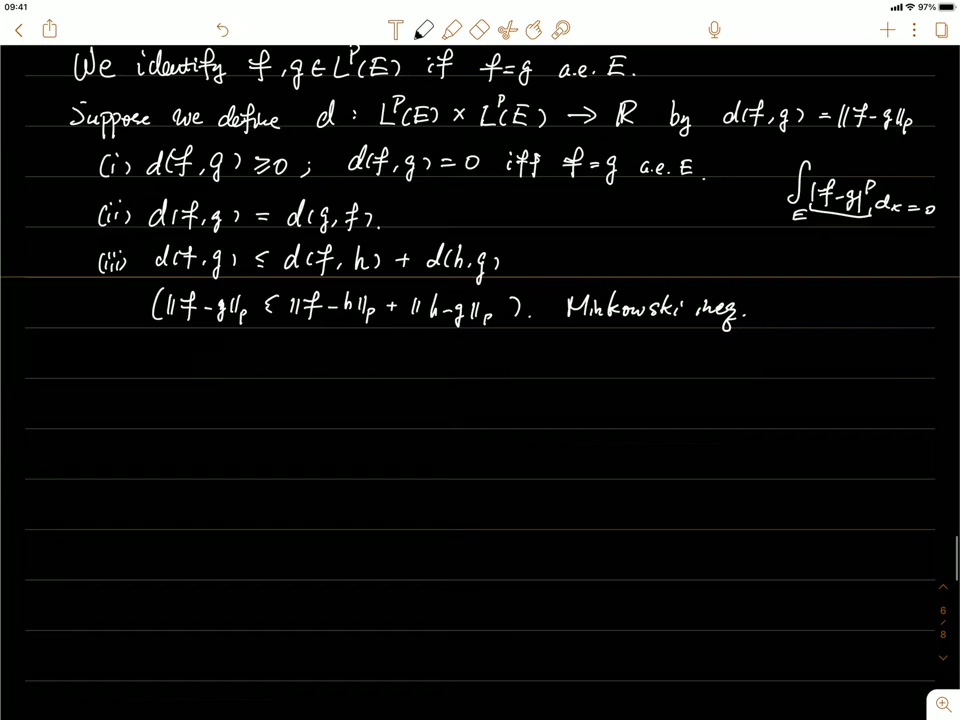 09:41
97%
We identify f, g ∈ L^p(E) if f = g a.e. E.
Suppose we define d : L^p(E) × L^p(E) → ℝ by d(f, g) = ||f - g||_p
(i) d(f, g) ≥ 0 ; d(f, g) = 0 iff f = g a.e. E.
∫_E |f - g|^p dx = 0
(ii) d(f, g) = d(g, f).
(iii) d(f, g) ≤ d(f, h) + d(h, g)
(||f - g||_p ≤ ||f - h||_p + ||h - g||_p ). Minkowski ineq.
6
/
8